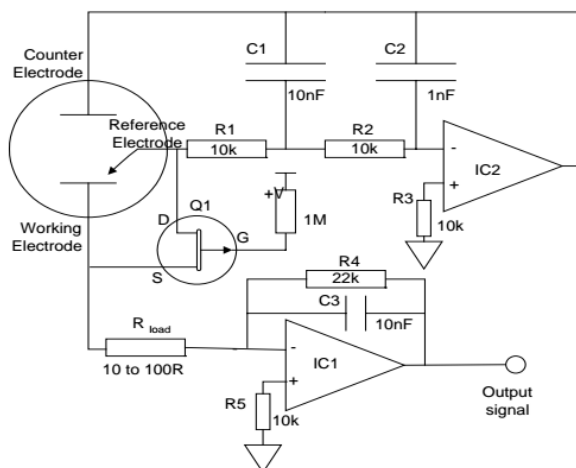 Counter
Electrode
C1
C2
10nF
1nF
Reference
Electrode
R1
10k
R2
10k
-
+
IC2
R3
10k
+V
1M
D
Q1
G
S
Working
Electrode
R4
22k
C3
10nF
R load
10 to 100R
-
+
IC1
R5
10k
Output
signal